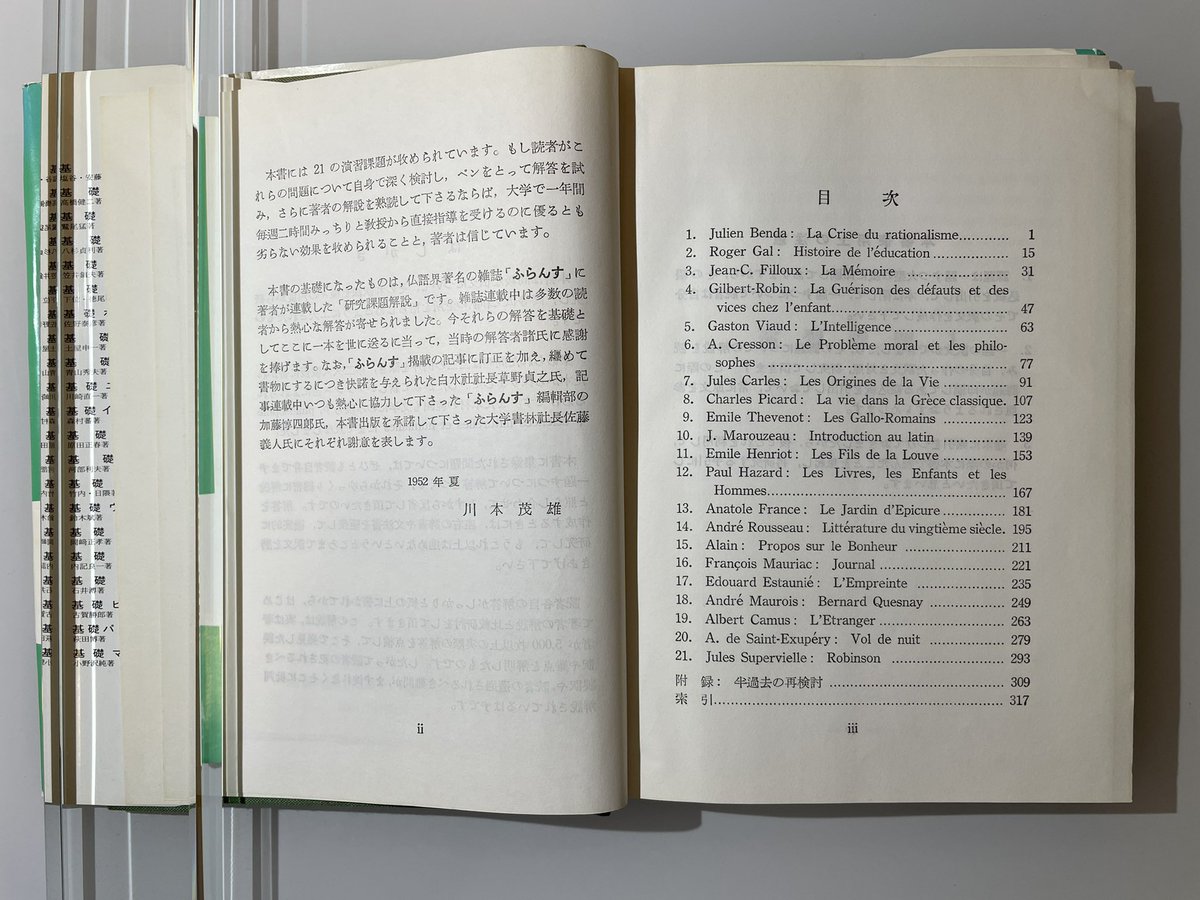 本書には 21 の演習課題が収められています。もし読者がこ
れらの問題について自身で深く検討し，ペンをとって解答を試
み，さらに著者の解説を熟読して下さるならば，大学で一年間
毎週二時間みっちりと教授から直接指導を受けるのに優るとも
劣らない効果を収められることと，著者は信じています。
本書の基礎になったものは，仏語界著名の雑誌「ふらんす」に
著者が連載した「研究課題解説」です。雑誌連載中は多数の読
者から熱心な解答が寄せられました。今それらの解答を基礎と
してここに一本を世に送るに当って，当時の解答者諸氏に感謝
を捧げます。なお，「ふらんす」掲載の記事に訂正を加え，纏めて
書物にするにつき快諾を与えられた白水社社長草野貞之氏，記
事連載中いつも熱心に協力して下さった「ふらんす」編輯部の
加藤惇四郎氏，本書出版を承諾して下さった大学書林社長佐藤
義人氏にそれぞれ謝意を表します。
1952 年 夏
川 本 茂 雄
ii
目 次
1. Julien Benda: La Crise du rationalisme............ 1
2. Roger Gal: Histoire de l'éducation................ 15
3. Jean-C. Filloux: La Mémoire ................ 31
4. Gilbert-Robin: La Guérison des défauts et des
vices chez l'enfant................ 47
5. Gaston Viaud: L'Intelligence ................ 63
6. A. Cresson: Le Problème moral et les philo-
sophes ................ 77
7. Jules Carles: Les Origines de la Vie ............ 91
8. Charles Picard: La vie dans la Grèce classique. 107
9. Emile Thevenot: Les Gallo-Romains ............ 123
10. J. Marouzeau: Introduction au latin ............ 139
11. Emile Henriot: Les Fils de la Louve ............ 153
12. Paul Hazard: Les Livres, les Enfants et les
Hommes................ 167
13. Anatole France: Le Jardin d'Epicure............ 181
14. André Rousseau: Littérature du vingtième siècle. 195
15. Alain: Propos sur le Bonheur ............ 211
16. François Mauriac: Journal ............ 221
17. Edouard Estaunié: L'Empreinte ............ 235
18. André Maurois: Bernard Quesnay ............ 249
19. Albert Camus: L'Etranger ............ 263
20. A. de Saint-Exupéry: Vol de nuit ............ 279
21. Jules Supervielle: Robinson ............ 293
附 録: 半過去の再検討 ................ 309
索 引................ 317
iii